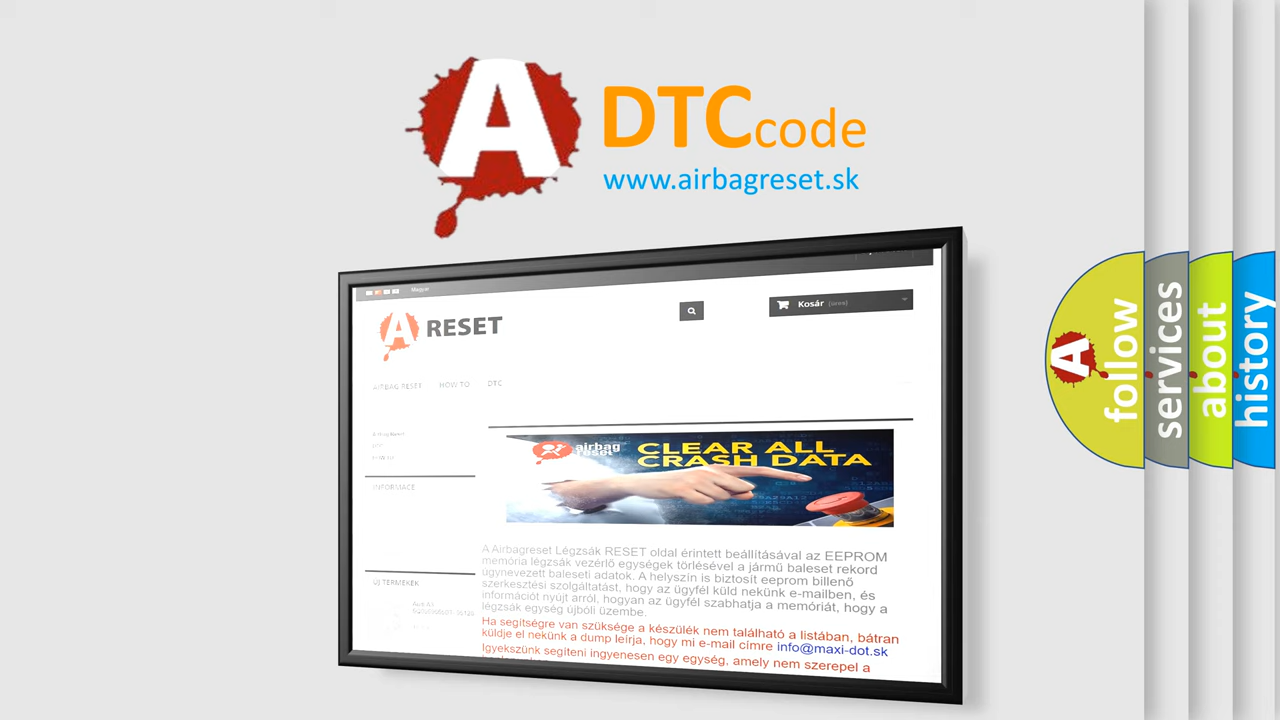 A
DTC code
www.airbagreset.sk
Magyar
Kosár
A RESET
AIRBAG RESET HOW TO DTC
INFORMACE
airbag
reset
CLEAR ALL
CRASH DATA
A Airbagreset Légzsák RESET oldal érintett beállításával az EEPROM
memória légzsák vezérlő egységek törlésével a jármű baleset rekord
úgynevezett baleseti adatok. A helyszín is biztosít eeprom billenő
szerkesztési szolgáltatást, hogy az ügyfél küld nekünk e-mailben, és
információt nyújt arról, hogyan az ügyfél szabhatja a memóriát, hogy a
légzsák egység újbóli üzembe.
Ha segítségre van szüksége a készülék nem található a listában, bátran
küldje el nekünk a dump leírja, hogy mi e-mail címre info@maxi-dot.sk
Igyekszünk segíteni ingyenesen egy egység, amely nem szerepel a
ÚJ TERMÉKEK
A
follow
services
about
history